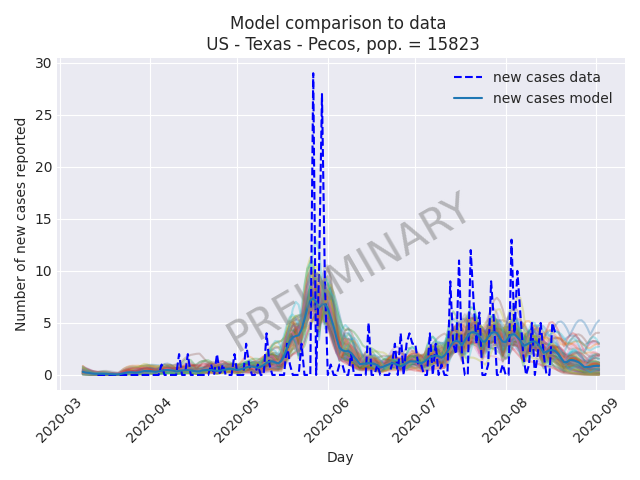 Model comparison to data
US - Texas - Pecos, pop. = 15823
Number of new cases reported
30
25
20
15
10
5
0
new cases data
new cases model
PRELIMINARY
2020-03
2020-04
2020-05
2020-06
2020-07
2020-08
2020-09
Day